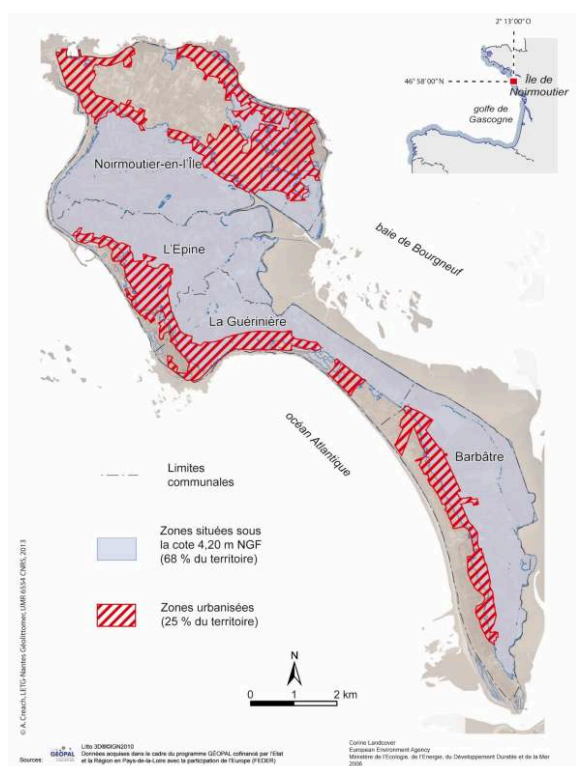 2° 13'00"O
46° 58'00"N
Île de
Noirmoutier
golfe de
Gascogne
Noirmoutier-en-l'Île
L'Epine
baie de Bourgneuf
La Guérinière
océan Atlantique
Barbâtre
Limites
communales
Zones situées sous
la cote 4,20 m NGF
(68 % du territoire)
Zones urbanisées
(25 % du territoire)
N
0 1 2 km
© A. Creach, LETG-Nantes Géolittomer, UMR 6554 CNRS, 2013
Sources:
GÉOPAL
Litto 3D®©IGN2010
Données acquises dans le cadre du programme GÉOPAL cofinancé par l'Etat
et la Région en Pays-de-la-Loire avec la participation de l'Europe (FEDER)
Corine Landcover
European Environment Agency
Ministère de l'Ecologie, de l'Energie, du Développement Durable et de la Mer
2006